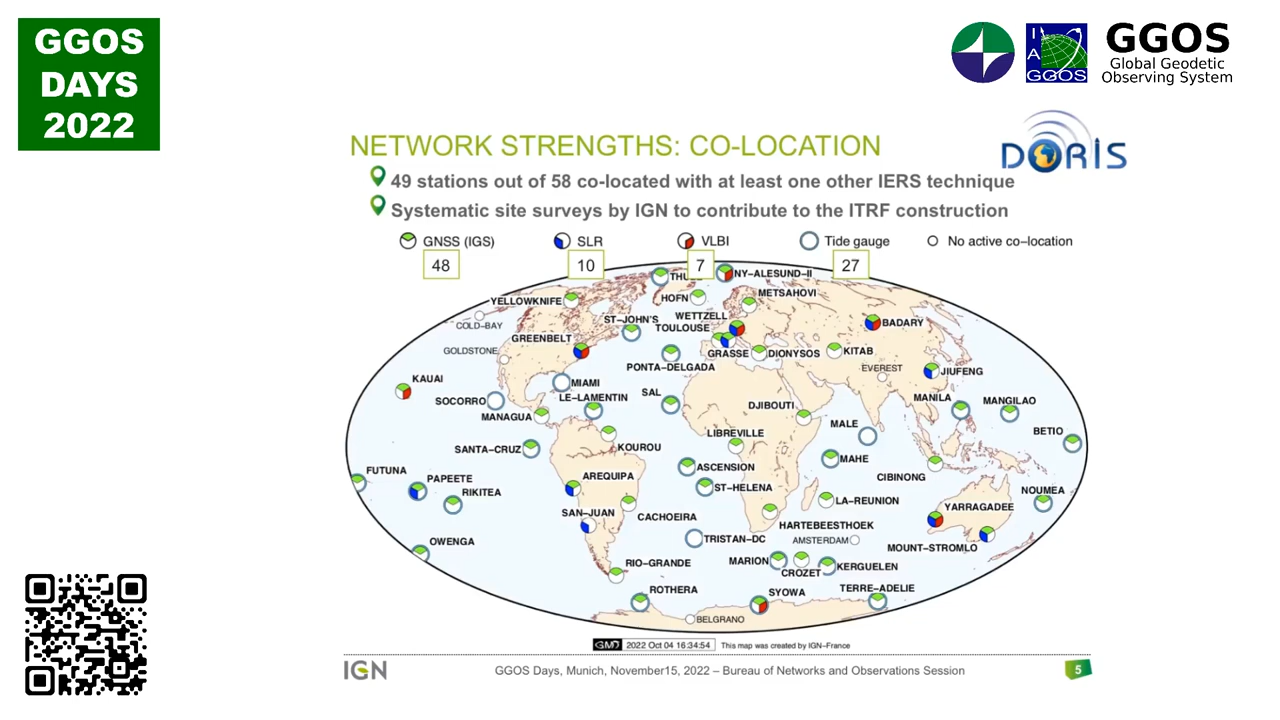 GGOS
DAYS
2022
I
A
GGOS
GGOS
Global Geodetic
Observing System
NETWORK STRENGTHS: CO-LOCATION
DORIS
49 stations out of 58 co-located with at least one other IERS technique
Systematic site surveys by IGN to contribute to the ITRF construction
GNSS (IGS)
SLR
VLBI
Tide gauge
No active co-location
48
10
7
27
NY-ALESUND-II
YELLOWKNIFE
HOFN
METSAHOVI
COLD-BAY
ST-JOHN'S
WETTZELL
TOULOUSE
BADARY
GREENBELT
GOLDSTONE
GRASSE
DIONYSOS
KITAB
PONTA-DELGADA
EVEREST
JIUFENG
KAUAI
MIAMI
SOCORRO
LE-LAMENTIN
SAL
MANILA
MANGILAO
MANAGUA
DJIBOUTI
MALE
BETIO
LIBREVILLE
SANTA-CRUZ
KOUROU
MAHE
ASCENSION
CIBINONG
FUTUNA
PAPEETE
AREQUIPA
RIKITEA
ST-HELENA
NOUMEA
LA-REUNION
YARRAGADEE
SAN-JUAN
CACHOEIRA
HARTEBEESTHOEK
TRISTAN-DC
AMSTERDAM
OWENGA
MOUNT-STROMLO
RIO-GRANDE
MARION
CROZET
KERGUELEN
ROTHERA
SYOWA
TERRE-ADELIE
BELGRANO
GMD 2022 Oct 04 16:34:54 This map was created by IGN-France
IGN
GGOS Days, Munich, November15, 2022 – Bureau of Networks and Observations Session
5